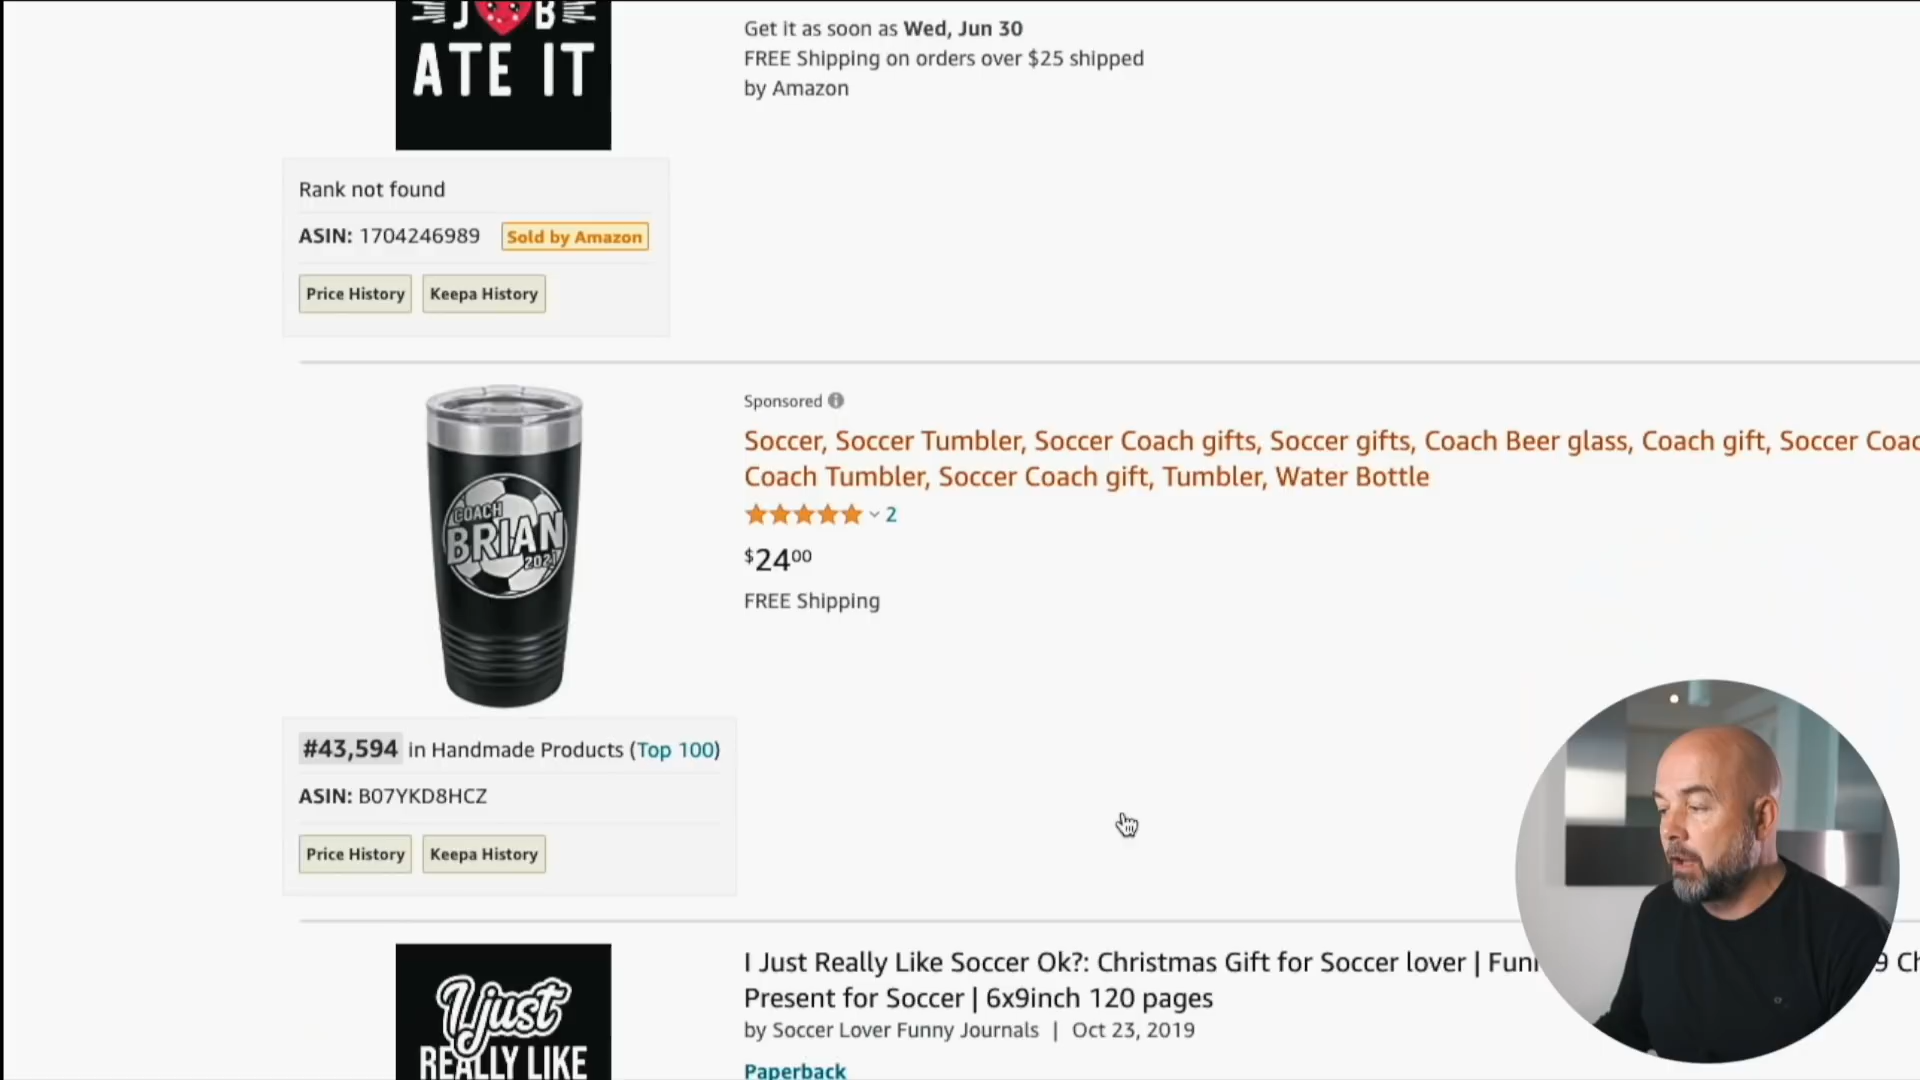 J B
ATE IT
Get it as soon as Wed, Jun 30
FREE Shipping on orders over $25 shipped
by Amazon
Rank not found
ASIN: 1704246989 Sold by Amazon
Price History Keepa History
Sponsored
Soccer, Soccer Tumbler, Soccer Coach gifts, Soccer gifts, Coach Beer glass, Coach gift, Soccer Coac
Coach Tumbler, Soccer Coach gift, Tumbler, Water Bottle
2
$24 00
FREE Shipping
COACH
BRIAN
2021
#43,594 in Handmade Products (Top 100)
ASIN: B07YKD8HCZ
Price History Keepa History
I Just Really Like Soccer Ok?: Christmas Gift for Soccer lover | Fun 9 Ch
Present for Soccer | 6x9inch 120 pages
by Soccer Lover Funny Journals | Oct 23, 2019
Paperback
I just
REALLY LIKE